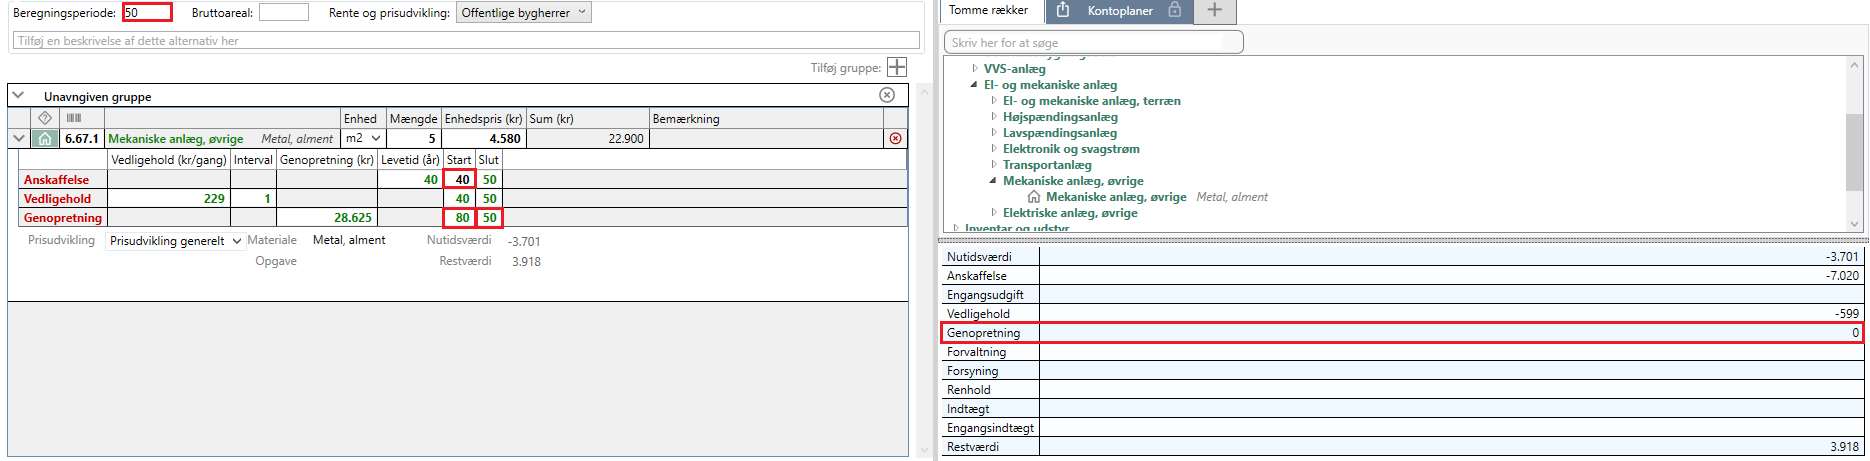 Beregningsperiode: 50 Bruttoareal: Rente og prisudvikling: Offentlige bygherrer
Tilføj en beskrivelse af dette alternativ her
Tilføj gruppe:
Unavngiven gruppe
Enhed Mængde Enhedspris (kr) Sum (kr) Bemærkning
6.67.1 Mekaniske anlæg, øvrige Metal, alment m2 5 4.580 22.900
Vedligehold (kr/gang) Interval Genopretning (kr) Levetid (år) Start Slut
Anskaffelse 40 40 50
Vedligehold 229 1 40 50
Genopretning 28.625 80 50
Prisudvikling Prisudvikling generelt Materiale Metal, alment Nutidsværdi -3.701
Opgave Restværdi 3.918
Tomme rækker Kontoplaner
Skriv her for at søge
VVS-anlæg
El- og mekaniske anlæg
El- og mekaniske anlæg, terræn
Højspændingsanlæg
Lavspændingsanlæg
Elektronik og svagstrøm
Transportanlæg
Mekaniske anlæg, øvrige
Mekaniske anlæg, øvrige Metal, alment
Elektriske anlæg, øvrige
Inventar og udstyr
Nutidsværdi -3.701
Anskaffelse -7.020
Engangsudgift
Vedligehold -599
Genopretning 0
Forvaltning
Forsyning
Renhold
Indtægt
Engangsindtægt
Restværdi 3.918